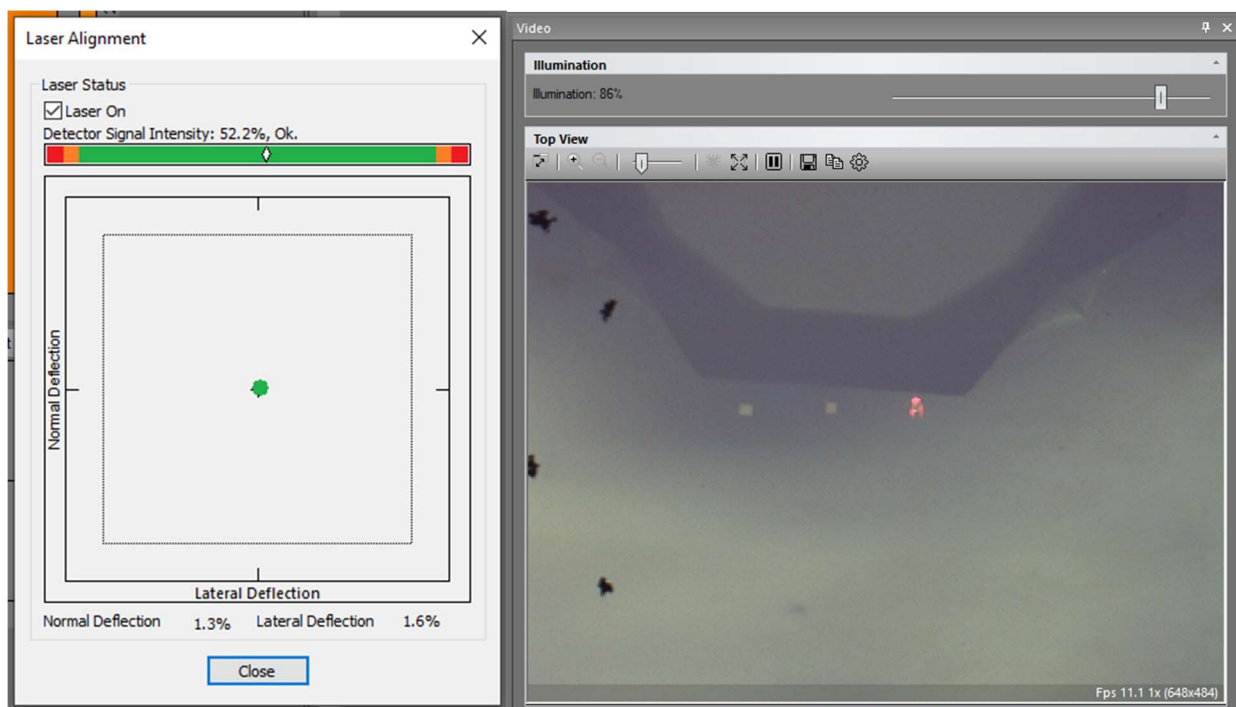 Laser Alignment
Laser Status
Laser On
Detector Signal Intensity: 52.2%, Ok.
Normal Deflection
Lateral Deflection
Normal Deflection 1.3% Lateral Deflection 1.6%
Close
Video
Illumination
Illumination: 86%
Top View
Fps 11.1 1x (648x484)